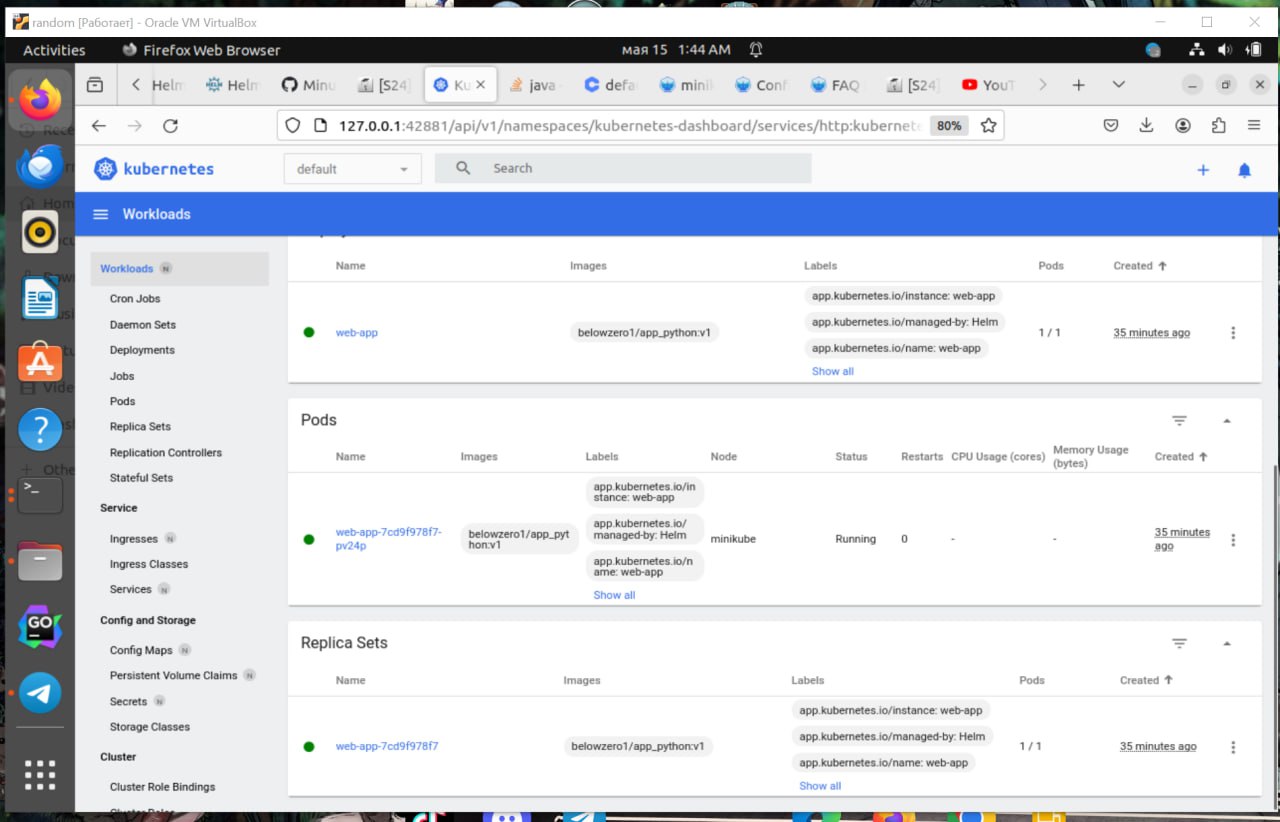 random [Работает] - Oracle VM VirtualBox
Activities Firefox Web Browser мая 15 1:44 AM
Helm Helm Minu [S24] Ku java defa minik Conf FAQ [S24] YouT
127.0.0.1:42881/api/v1/namespaces/kubernetes-dashboard/services/http:kubernete 80%
kubernetes default Search
Workloads
Workloads N
Cron Jobs
Daemon Sets
Deployments
Jobs
Pods
Replica Sets
Replication Controllers
Stateful Sets
Service
Ingresses N
Ingress Classes
Services N
Config and Storage
Config Maps N
Persistent Volume Claims N
Secrets N
Storage Classes
Cluster
Cluster Role Bindings
Cluster Roles
Name Images Labels Pods Created
web-app belowzero1/app_python:v1 1 / 1 35 minutes ago
app.kubernetes.io/instance: web-app
app.kubernetes.io/managed-by: Helm
app.kubernetes.io/name: web-app
Show all
Pods
Name Images Labels Node Status Restarts CPU Usage (cores) Memory Usage (bytes) Created
web-app-7cd9f978f7-
pv24p
belowzero1/app_pyt
hon:v1
app.kubernetes.io/in
stance: web-app
app.kubernetes.io/
managed-by: Helm
app.kubernetes.io/n
ame: web-app
Show all
minikube Running 0 - - 35 minutes
ago
Replica Sets
Name Images Labels Pods Created
web-app-7cd9f978f7 belowzero1/app_python:v1 1 / 1 35 minutes ago
app.kubernetes.io/instance: web-app
app.kubernetes.io/managed-by: Helm
app.kubernetes.io/name: web-app
Show all